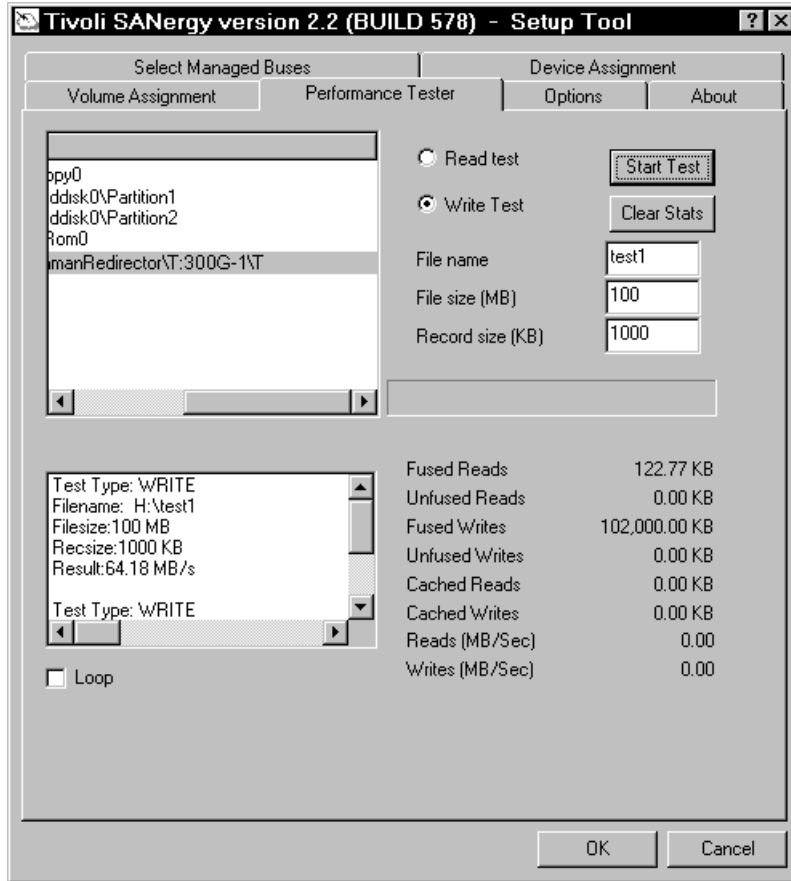 Tivoli SANergy version 2.2 (BUILD 578) - Setup Tool
Select Managed Buses
Device Assignment
Volume Assignment
Performance Tester
Options
About
opy0
ddisk0\Partition1
ddisk0\Partition2
Rom0
manRedirector\T:300G-1\T
Read test
Start Test
Write Test
Clear Stats
File name
test1
File size (MB)
100
Record size (KB)
1000
Test Type: WRITE
Filename: H:\test1
Filesize:100 MB
Recsize:1000 KB
Result:64.18 MB/s
Test Type: WRITE
Loop
Fused Reads 122.77 KB
Unfused Reads 0.00 KB
Fused Writes 102,000.00 KB
Unfused Writes 0.00 KB
Cached Reads 0.00 KB
Cached Writes 0.00 KB
Reads (MB/Sec) 0.00
Writes (MB/Sec) 0.00
OK
Cancel